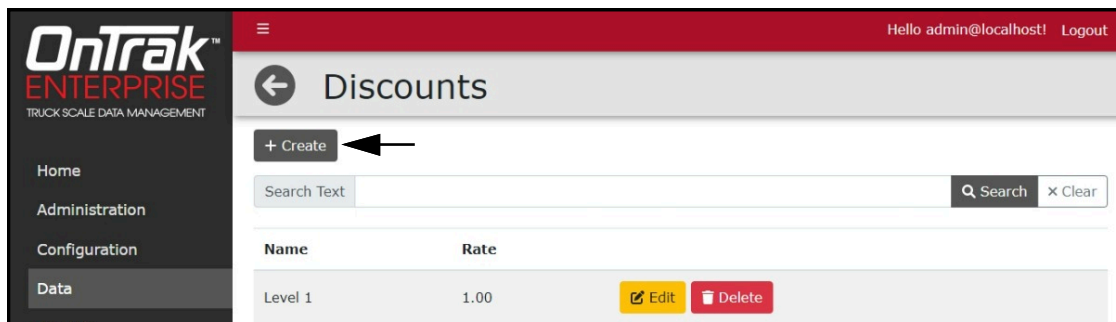 OnTrak™
ENTERPRISE
TRUCK SCALE DATA MANAGEMENT
Home
Administration
Configuration
Data
Hello admin@localhost! Logout
Discounts
+ Create
Search Text Search × Clear
Name Rate
Level 1 1.00 Edit Delete